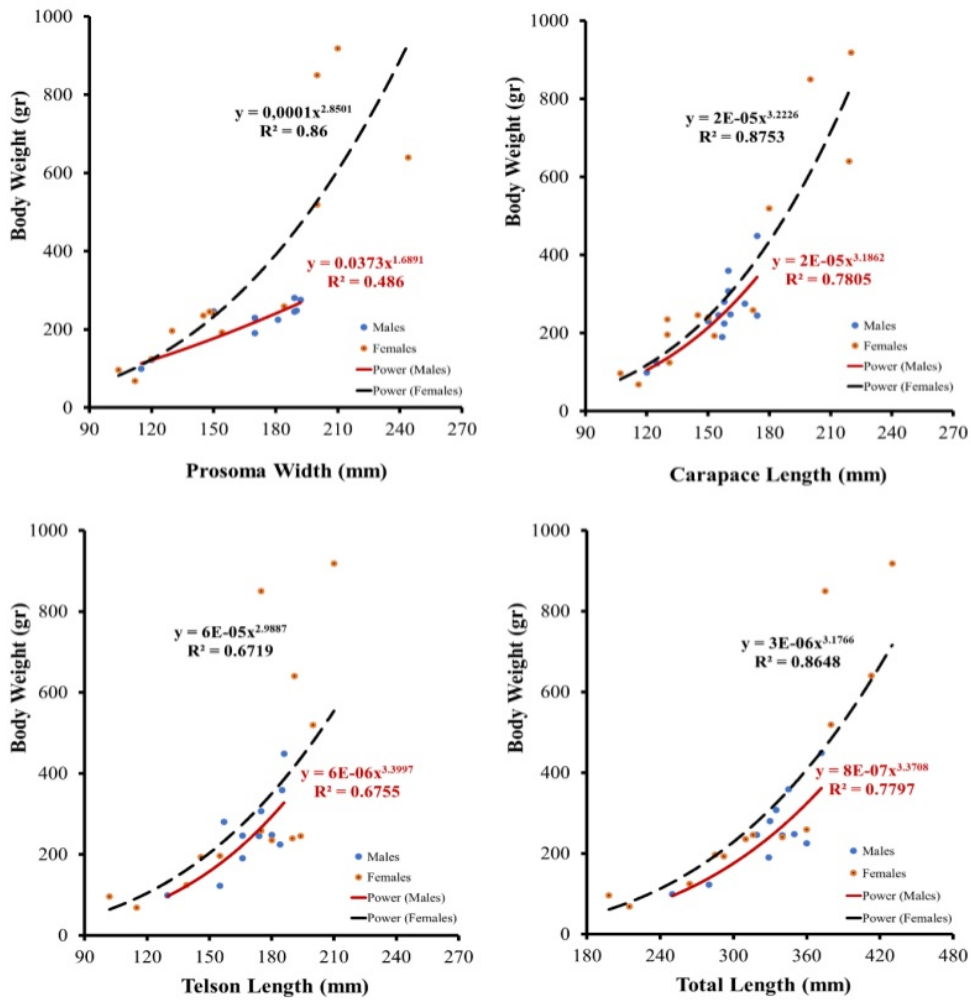 1000
800
600
400
200
0
Body Weight (gr)
y = 0,0001x^2.8501
R² = 0.86
y = 0.0373x^1.6891
R² = 0.486
Males
Females
Power (Males)
Power (Females)
90 120 150 180 210 240 270
Prosoma Width (mm)
1000
800
600
400
200
0
Body Weight (gr)
y = 2E-05x^3.2226
R² = 0.8753
y = 2E-05x^3.1862
R² = 0.7805
Males
Females
Power (Males)
Power (Females)
90 120 150 180 210 240 270
Carapace Length (mm)
1000
800
600
400
200
0
Body Weight (gr)
y = 6E-05x^2.9887
R² = 0.6719
y = 6E-06x^3.3997
R² = 0.6755
Males
Females
Power (Males)
Power (Females)
90 120 150 180 210 240 270
Telson Length (mm)
1000
800
600
400
200
0
Body Weight (gr)
y = 3E-06x^3.1766
R² = 0.8648
y = 8E-07x^3.3708
R² = 0.7797
Males
Females
Power (Males)
Power (Females)
180 240 300 360 420 480
Total Length (mm)